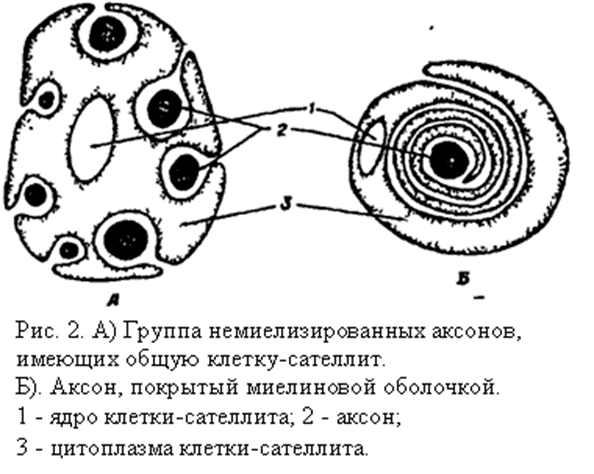 1
2
3
А
Б
Рис. 2. А) Группа немиелизированных аксонов,
имеющих общую клетку-сателлит.
Б). Аксон, покрытый миелиновой оболочкой.
1 - ядро клетки-сателлита; 2 - аксон;
3 - цитоплазма клетки-сателлита.